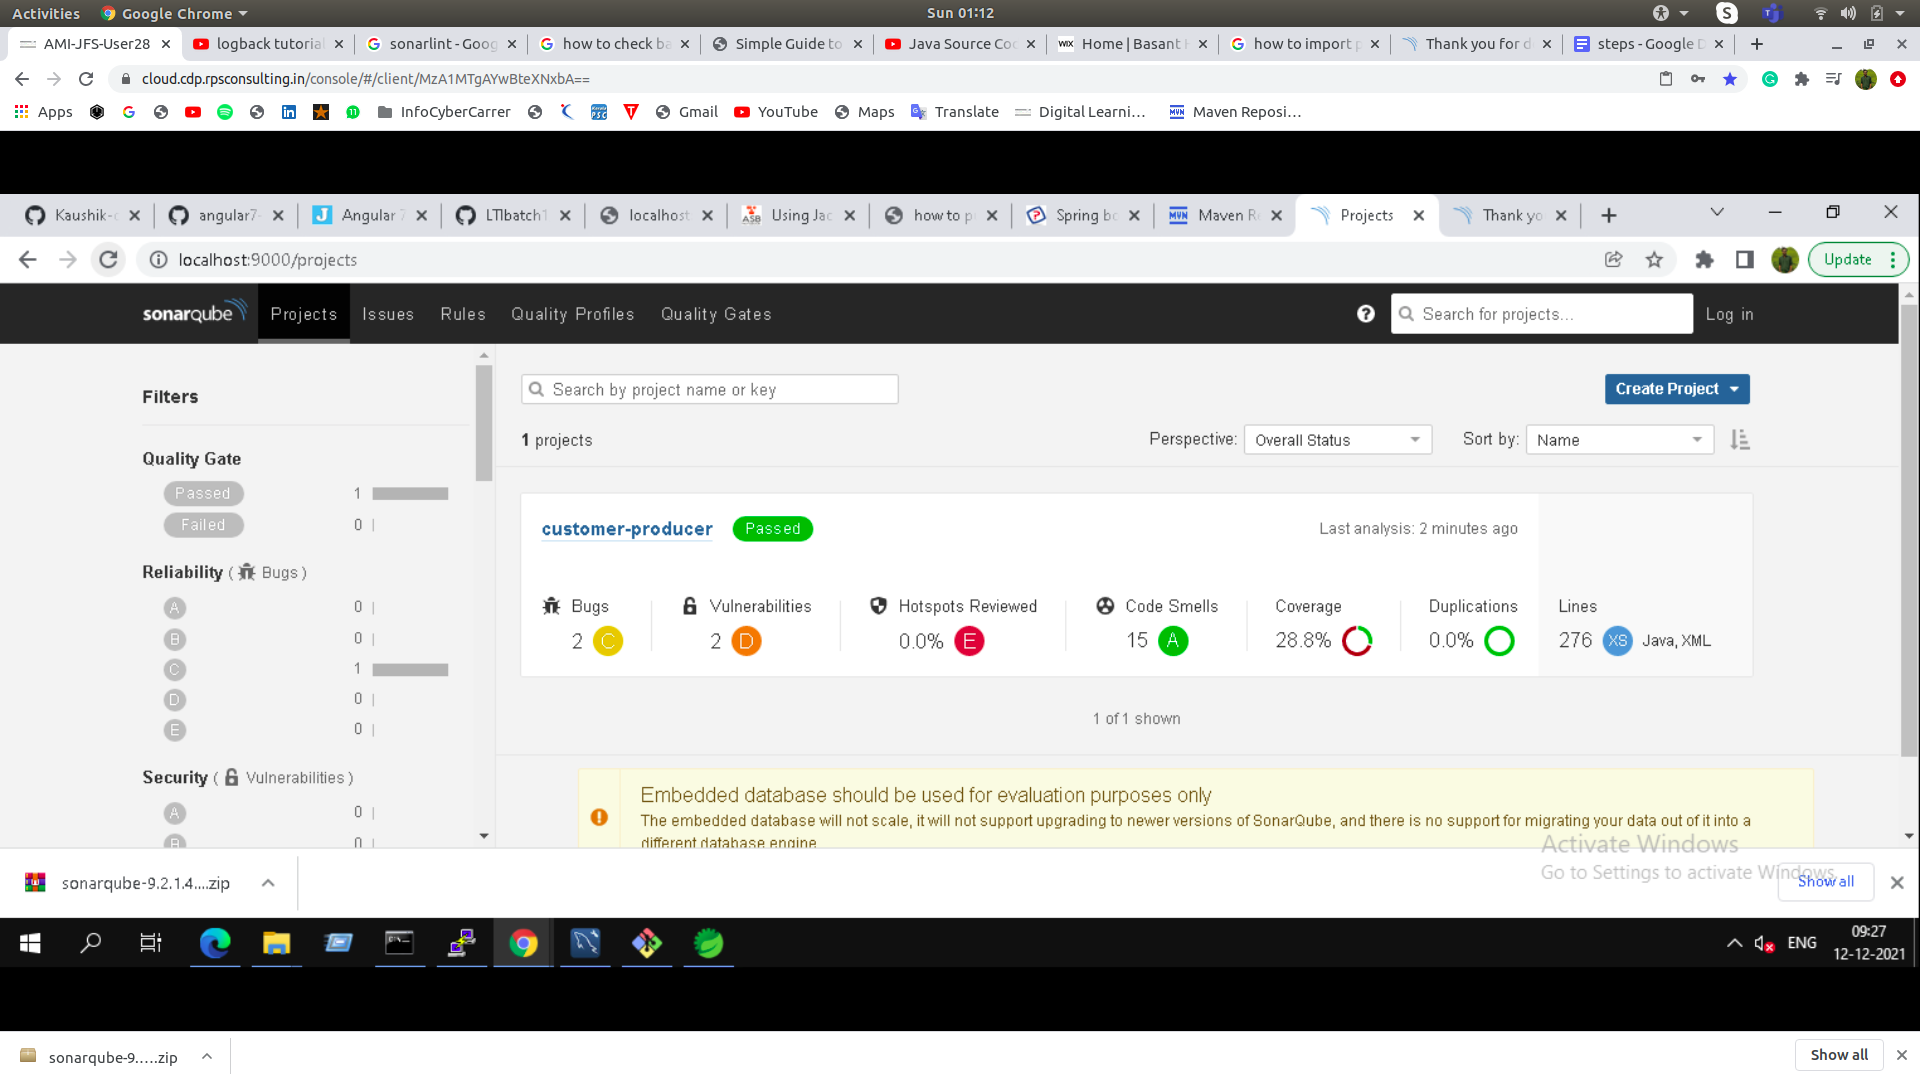 Activities Google Chrome Sun 01:12
AMI-JFS-User28 logback tutorial sonarlint - Goog how to check ba Simple Guide to Java Source Co Home | Basant how to import p Thank you for d steps - Google D
cloud.cdp.rpsconsulting.in/console/#/client/MzA1MTgAYwBteXNxbA==
Apps InfoCyberCarrer Gmail YouTube Maps Translate Digital Learni... Maven Reposi...
Kaushik- angular7- Angular 7 LTIbatch1 localhost Using Jac how to p Spring bo Maven R Projects Thank yo
localhost:9000/projects Update
sonarqube Projects Issues Rules Quality Profiles Quality Gates Search for projects... Log in
Filters
Search by project name or key Create Project
1 projects Perspective: Overall Status Sort by: Name
Quality Gate
Passed 1
Failed 0
Reliability ( Bugs )
A 0
B 0
C 1
D 0
E 0
Security ( Vulnerabilities )
A 0
B 0
customer-producer Passed Last analysis: 2 minutes ago
Bugs Vulnerabilities Hotspots Reviewed Code Smells Coverage Duplications Lines
2 C 2 D 0.0% E 15 A 28.8% 0.0% 276 XS Java, XML
1 of 1 shown
Embedded database should be used for evaluation purposes only
The embedded database will not scale, it will not support upgrading to newer versions of SonarQube, and there is no support for migrating your data out of it into a
different database engine.
Activate Windows
Go to Settings to activate Windows.
sonarqube-9.2.1.4....zip Show all
ENG 09:27
12-12-2021
sonarqube-9.....zip Show all